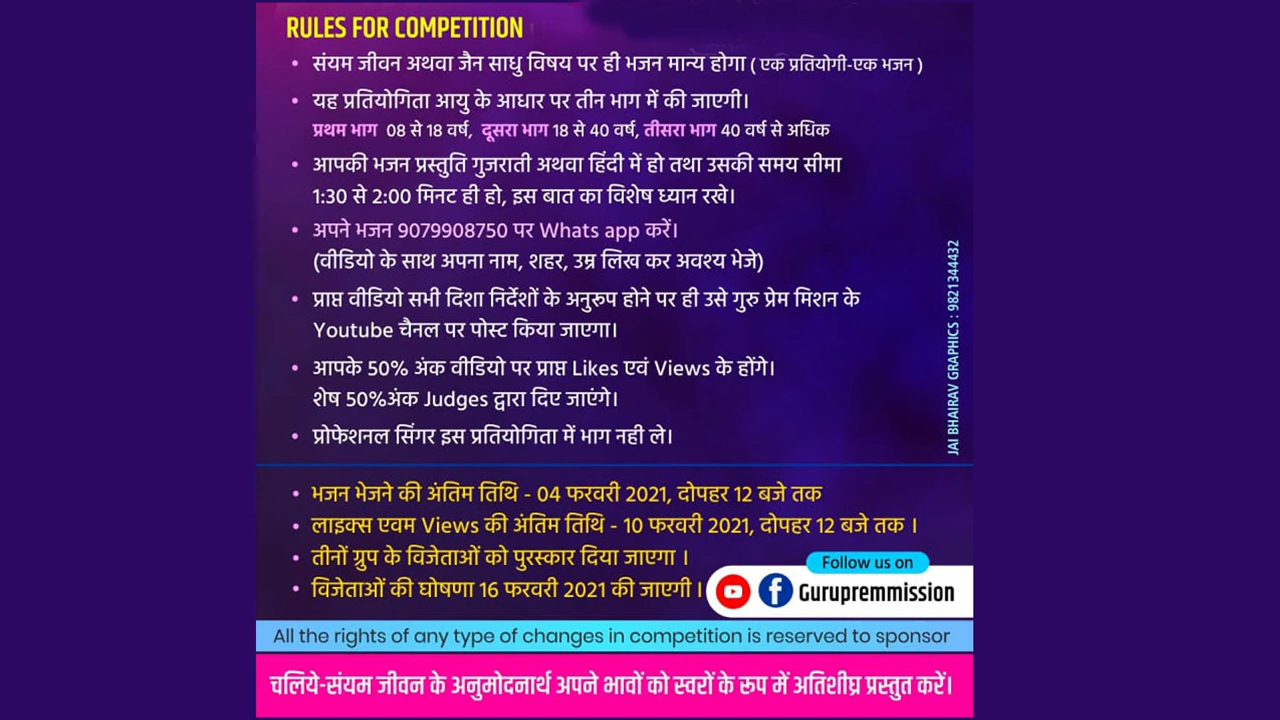 RULES FOR COMPETITION
• संयम जीवन अथवा जैन साधु विषय पर ही भजन मान्य होगा ( एक प्रतियोगी-एक भजन )
• यह प्रतियोगिता आयु के आधार पर तीन भाग में की जाएगी।
प्रथम भाग 08 से 18 वर्ष, दूसरा भाग 18 से 40 वर्ष, तीसरा भाग 40 वर्ष से अधिक
• आपकी भजन प्रस्तुति गुजराती अथवा हिंदी में हो तथा उसकी समय सीमा
1:30 से 2:00 मिनट ही हो, इस बात का विशेष ध्यान रखे।
• अपने भजन 9079908750 पर Whats app करें।
(वीडियो के साथ अपना नाम, शहर, उम्र लिख कर अवश्य भेजे)
• प्राप्त वीडियो सभी दिशा निर्देशों के अनुरूप होने पर ही उसे गुरु प्रेम मिशन के
Youtube चैनल पर पोस्ट किया जाएगा।
• आपके 50% अंक वीडियो पर प्राप्त Likes एवं Views के होंगे।
शेष 50%अंक Judges द्वारा दिए जाएंगे।
• प्रोफेशनल सिंगर इस प्रतियोगिता में भाग नही ले।
JAI BHAIRAV GRAPHICS : 9821344432
• भजन भेजने की अंतिम तिथि - 04 फरवरी 2021, दोपहर 12 बजे तक
• लाइक्स एवम Views की अंतिम तिथि - 10 फरवरी 2021, दोपहर 12 बजे तक ।
• तीनों ग्रुप के विजेताओं को पुरस्कार दिया जाएगा ।
• विजेताओं की घोषणा 16 फरवरी 2021 की जाएगी ।
Follow us on
Gurupremmission
All the rights of any type of changes in competition is reserved to sponsor
चलिये-संयम जीवन के अनुमोदनार्थ अपने भावों को स्वरों के रूप में अतिशीघ्र प्रस्तुत करें।